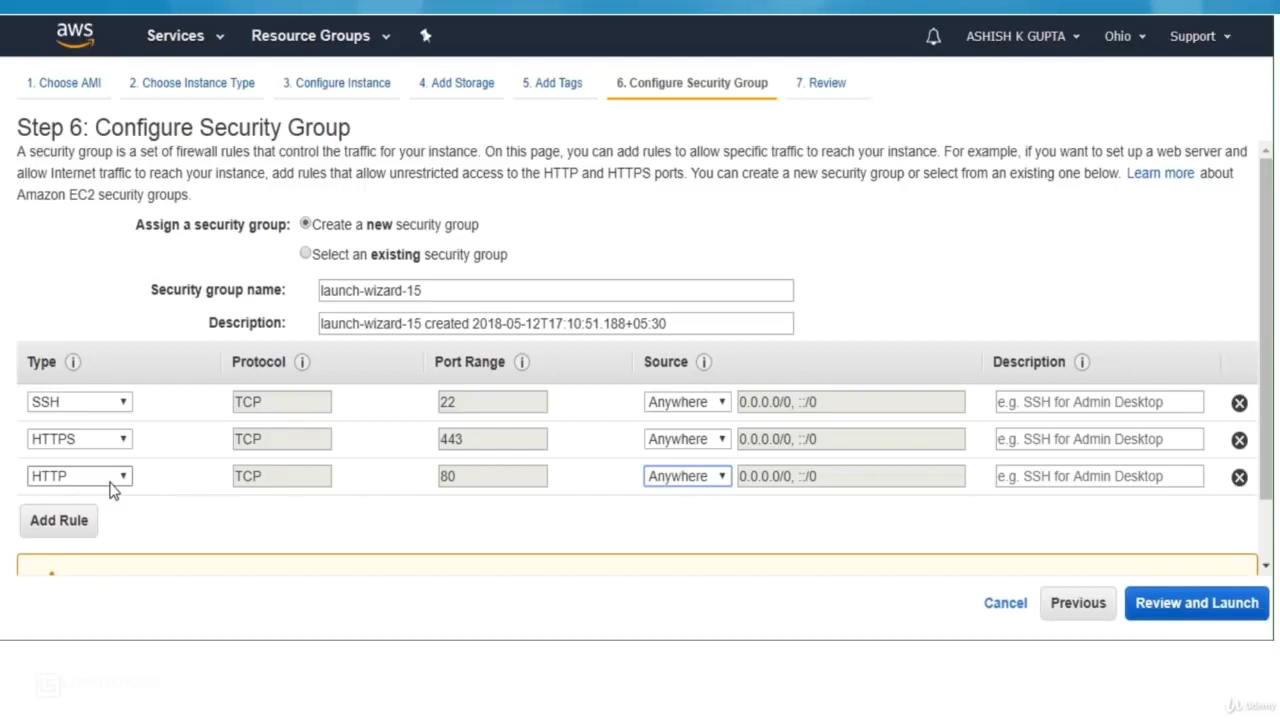 aws Services Resource Groups ASHISH K GUPTA Ohio Support
1. Choose AMI 2. Choose Instance Type 3. Configure Instance 4. Add Storage 5. Add Tags 6. Configure Security Group 7. Review
Step 6: Configure Security Group
A security group is a set of firewall rules that control the traffic for your instance. On this page, you can add rules to allow specific traffic to reach your instance. For example, if you want to set up a web server and
allow Internet traffic to reach your instance, add rules that allow unrestricted access to the HTTP and HTTPS ports. You can create a new security group or select from an existing one below. Learn more about
Amazon EC2 security groups.
Assign a security group: Create a new security group
Select an existing security group
Security group name: launch-wizard-15
Description: launch-wizard-15 created 2018-05-12T17:10:51.188+05:30
Type Protocol Port Range Source Description
SSH TCP 22 Anywhere 0.0.0.0/0, ::/0 e.g. SSH for Admin Desktop
HTTPS TCP 443 Anywhere 0.0.0.0/0, ::/0 e.g. SSH for Admin Desktop
HTTP TCP 80 Anywhere 0.0.0.0/0, ::/0 e.g. SSH for Admin Desktop
Add Rule
Cancel Previous Review and Launch
Udemy